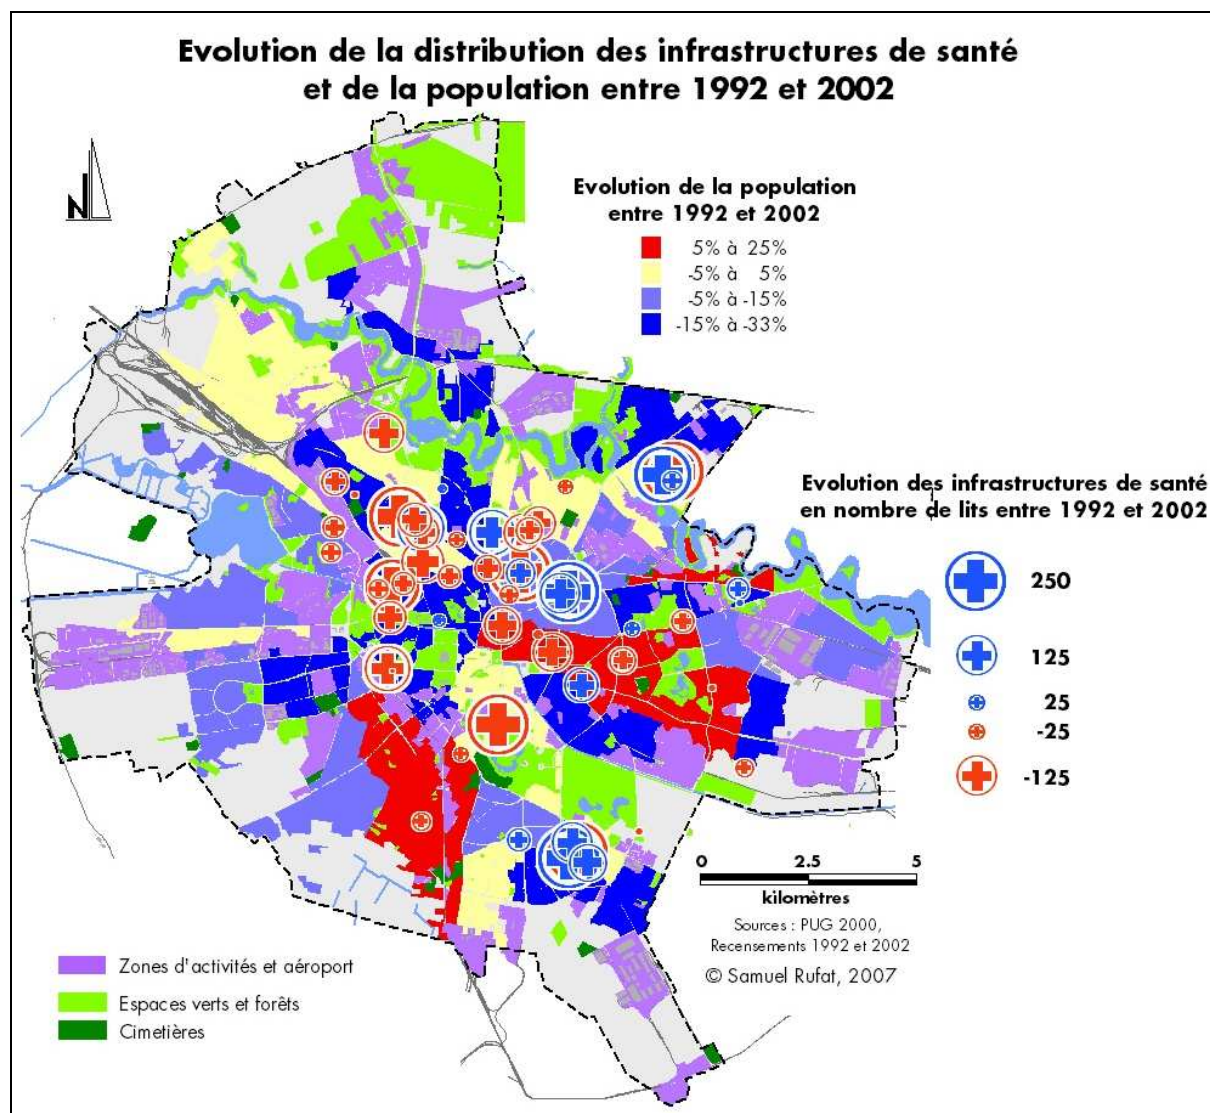 Evolution de la distribution des infrastructures de santé
et de la population entre 1992 et 2002
N
Evolution de la population
entre 1992 et 2002
5% à 25%
-5% à 5%
-5% à -15%
-15% à -33%
Evolution des infrastructures de santé
en nombre de lits entre 1992 et 2002
250
125
25
-25
-125
0 2.5 5
kilomètres
Sources : PUG 2000,
Recensements 1992 et 2002
© Samuel Rufat, 2007
Zones d'activités et aéroport
Espaces verts et forêts
Cimetières